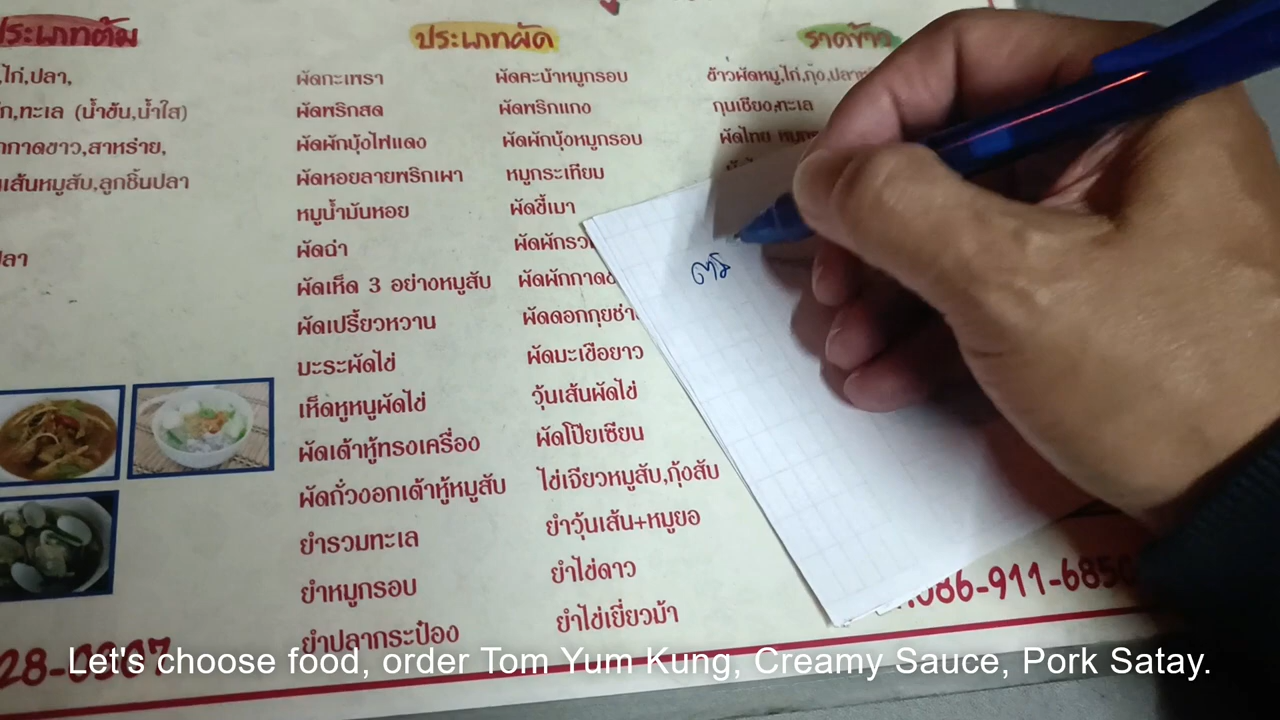 ประเภทต้ม
ไก่,ปลา,
ทะเล (น้ำข้น,น้ำใส)
กาดขาว,สาหร่าย,
เส้นหมูสับ,ลูกชิ้นปลา
ปลา
ประเภทผัด
ผัดกะเพรา
ผัดพริกสด
ผัดผักบุ้งไฟแดง
ผัดหอยลายพริกเผา
หมูน้ำมันหอย
ผัดฉ่า
ผัดเห็ด 3 อย่างหมูสับ
ผัดเปรี้ยวหวาน
มะระผัดไข่
เห็ดหูหนูผัดไข่
ผัดเต้าหู้ทรงเครื่อง
ผัดถั่วงอกเต้าหู้หมูสับ
ยำรวมทะเล
ยำหมูกรอบ
ยำปลากระป๋อง
ผัดคะน้าหมูกรอบ
ผัดพริกแกง
ผัดผักบุ้งหมูกรอบ
หมูกระเทียม
ผัดขี้เมา
ผัดผักรวม
ผัดผักกาด
ผัดดอกกุยช่าย
ผัดมะเขือยาว
วุ้นเส้นผัดไข่
ผัดโป๊ยเซียน
ไข่เจียวหมูสับ,กุ้งสับ
ยำวุ้นเส้น+หมูยอ
ยำไข่ดาว
ยำไข่เยี่ยวม้า
ราดข้าว
ข้าวผัดหมู,ไก่,กุ้ง,ปลา
กุนเชียง,ทะเล
ผัดไทย
086-911-685
Let's choose food, order Tom Yum Kung, Creamy Sauce, Pork Satay.